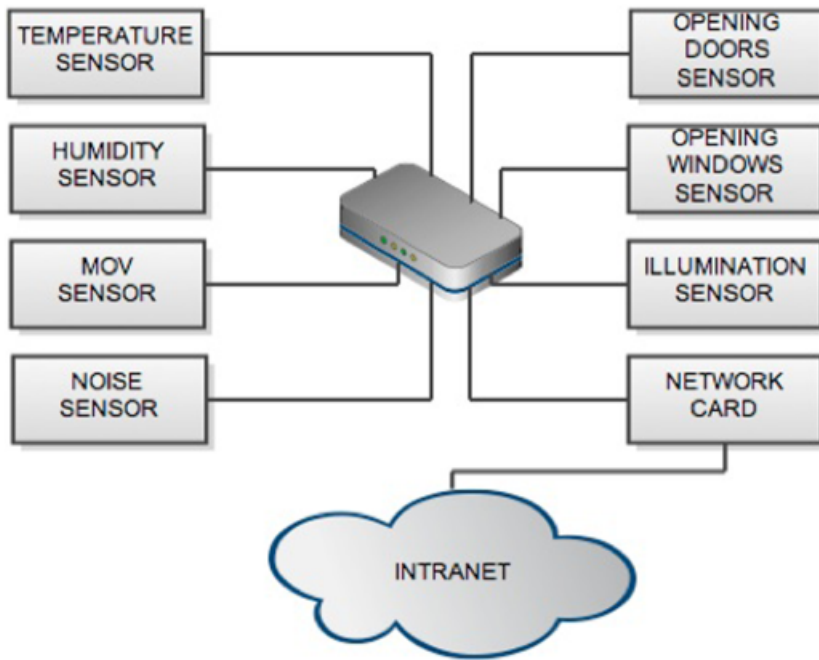 TEMPERATURE
SENSOR
HUMIDITY
SENSOR
MOV
SENSOR
NOISE
SENSOR
OPENING
DOORS
SENSOR
OPENING
WINDOWS
SENSOR
ILLUMINATION
SENSOR
NETWORK
CARD
INTRANET